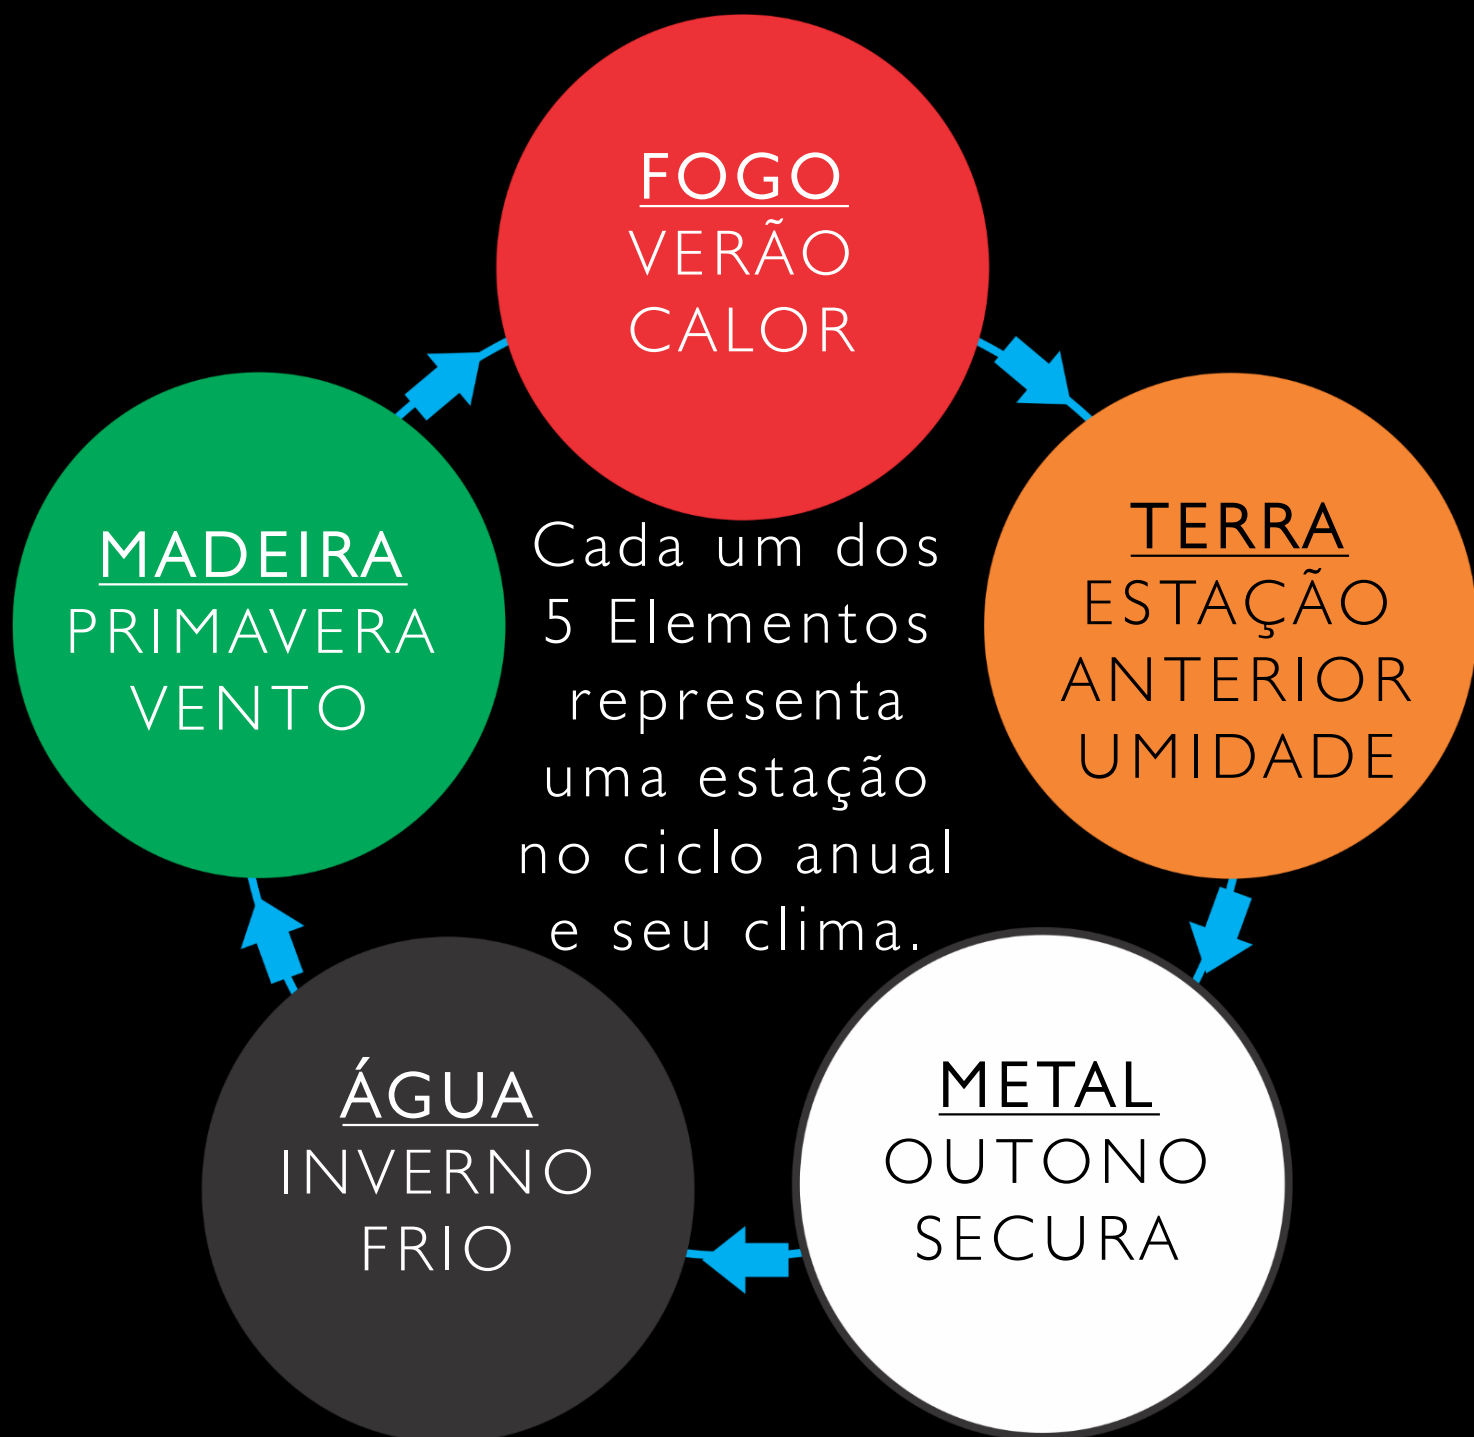 FOGO
VERÃO
CALOR
MADEIRA
PRIMAVERA
VENTO
Cada um dos
5 Elementos
representa
uma estação
no ciclo anual
e seu clima.
TERRA
ESTAÇÃO
ANTERIOR
UMIDADE
ÁGUA
INVERNO
FRIO
METAL
OUTONO
SECURA